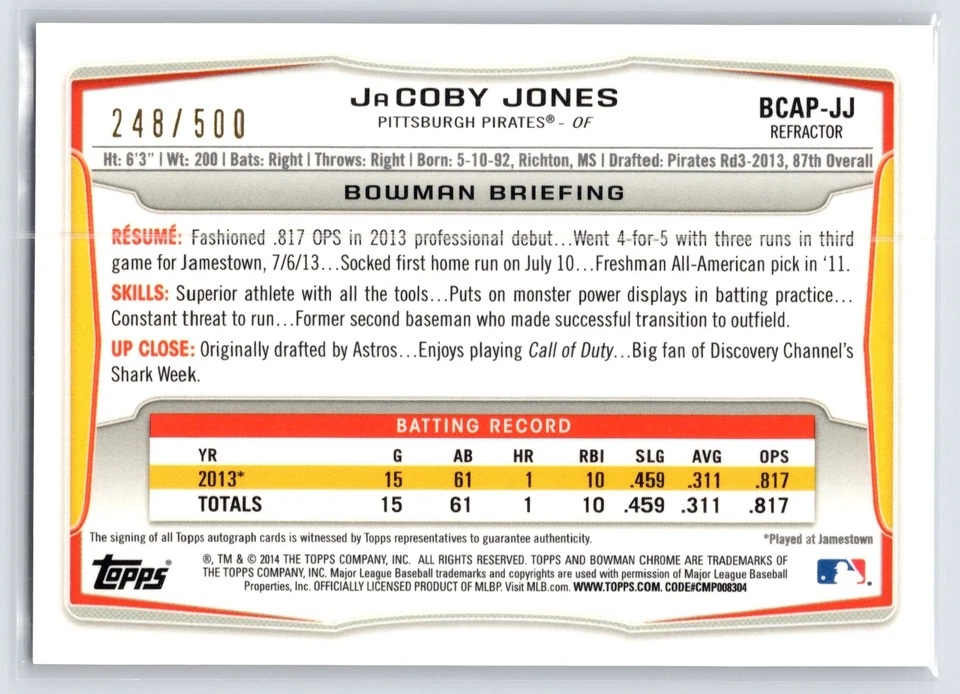 248/500
JaCOBY JONES
PITTSBURGH PIRATES® - OF
BCAP-JJ
REFRACTOR
Ht: 6'3" | Wt: 200 | Bats: Right | Throws: Right | Born: 5-10-92, Richton, MS | Drafted: Pirates Rd3-2013, 87th Overall
BOWMAN BRIEFING
RÉSUMÉ: Fashioned .817 OPS in 2013 professional debut...Went 4-for-5 with three runs in third
game for Jamestown, 7/6/13...Socked first home run on July 10...Freshman All-American pick in '11.
SKILLS: Superior athlete with all the tools...Puts on monster power displays in batting practice...
Constant threat to run...Former second baseman who made successful transition to outfield.
UP CLOSE: Originally drafted by Astros...Enjoys playing Call of Duty...Big fan of Discovery Channel's
Shark Week.
BATTING RECORD
YR G AB HR RBI SLG AVG OPS
2013* 15 61 1 10 .459 .311 .817
TOTALS 15 61 1 10 .459 .311 .817
The signing of all Topps autograph cards is witnessed by Topps representatives to guarantee authenticity.
*Played at Jamestown
Topps®
®, TM & © 2014 THE TOPPS COMPANY, INC. ALL RIGHTS RESERVED. TOPPS AND BOWMAN CHROME ARE TRADEMARKS OF
THE TOPPS COMPANY, INC. Major League Baseball trademarks and copyrights are used with permission of Major League Baseball
Properties, Inc. OFFICIALLY LICENSED PRODUCT OF MLBP. Visit MLB.com. WWW.TOPPS.COM. CODE#CMP008304